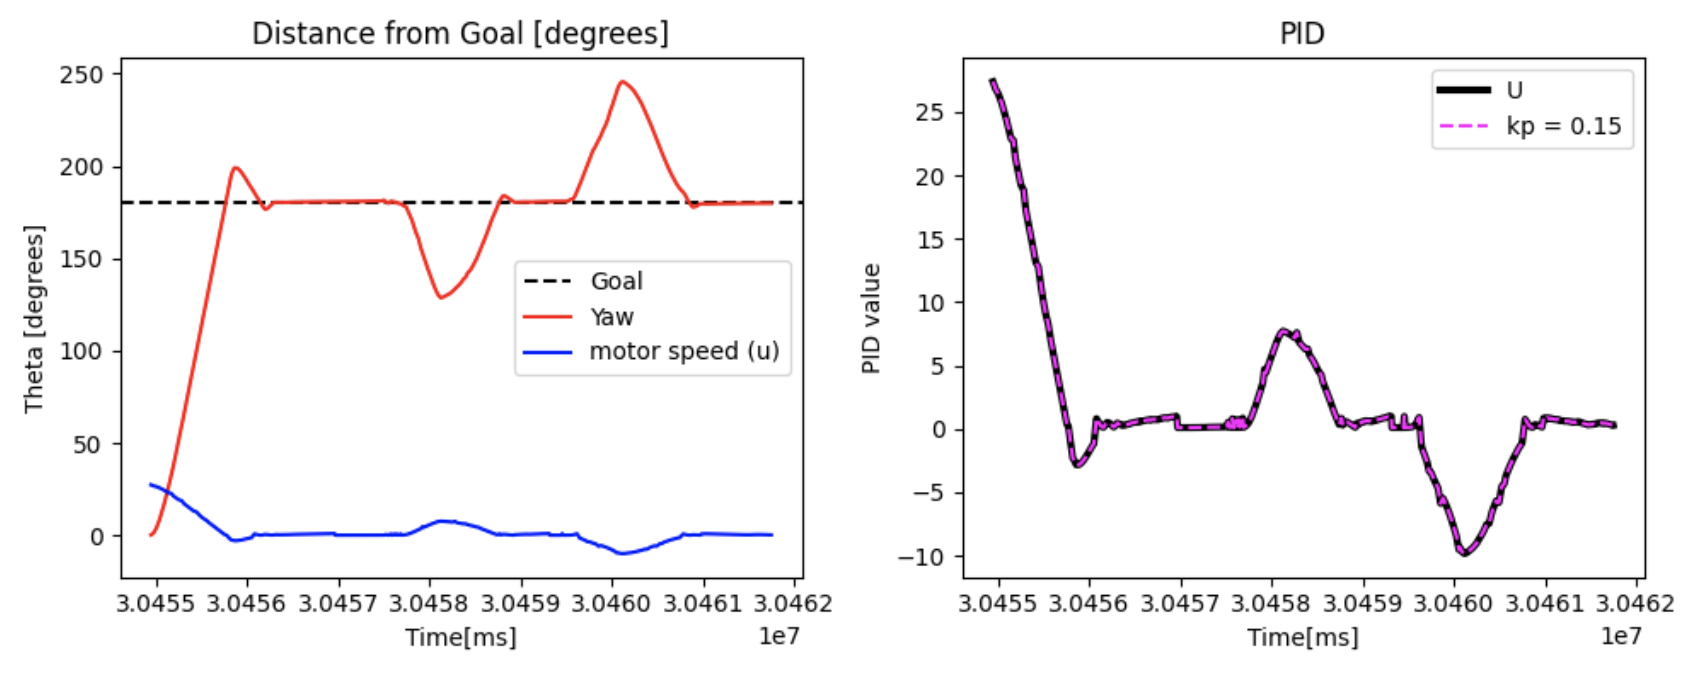 Distance from Goal [degrees]
250
200
150
100
50
0
Theta [degrees]
Goal
Yaw
motor speed (u)
3.0455 3.0456 3.0457 3.0458 3.0459 3.0460 3.0461 3.0462
Time[ms]
1e7
PID
25
20
15
10
5
0
−5
−10
PID value
U
kp = 0.15
3.0455 3.0456 3.0457 3.0458 3.0459 3.0460 3.0461 3.0462
Time[ms]
1e7